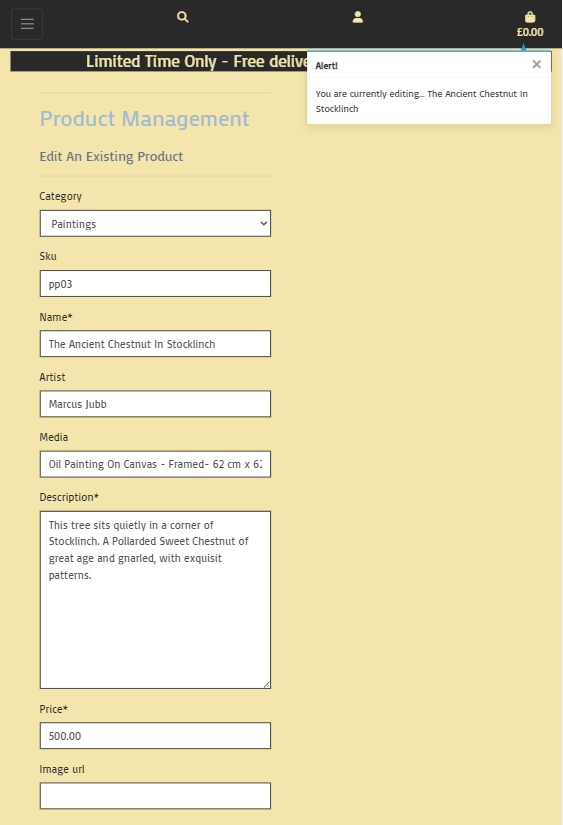 £0.00
Limited Time Only - Free
Alert!
×
You are currently editing... The Ancient Chestnut In
Stocklinch
Product Management
Edit An Existing Product
Category
Paintings
Sku
pp03
Name*
The Ancient Chestnut In Stocklinch
Artist
Marcus Jubb
Media
Oil Painting On Canvas - Framed- 62 cm x
Description*
This tree sits quietly in a corner of
Stocklinch. A Pollarded Sweet Chestnut of
great age and gnarled, with exquisit
patterns.
Price*
500.00
Image url